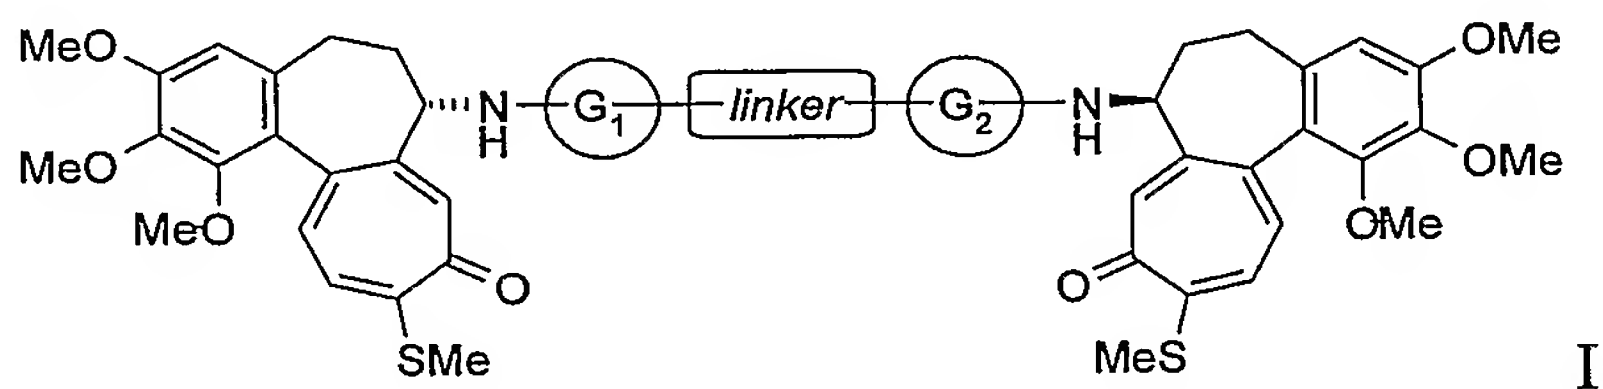 MeO OMe
N G₁ linker G₂ N
H H
MeO OMe
MeO OMe
O O
SMe MeS
I